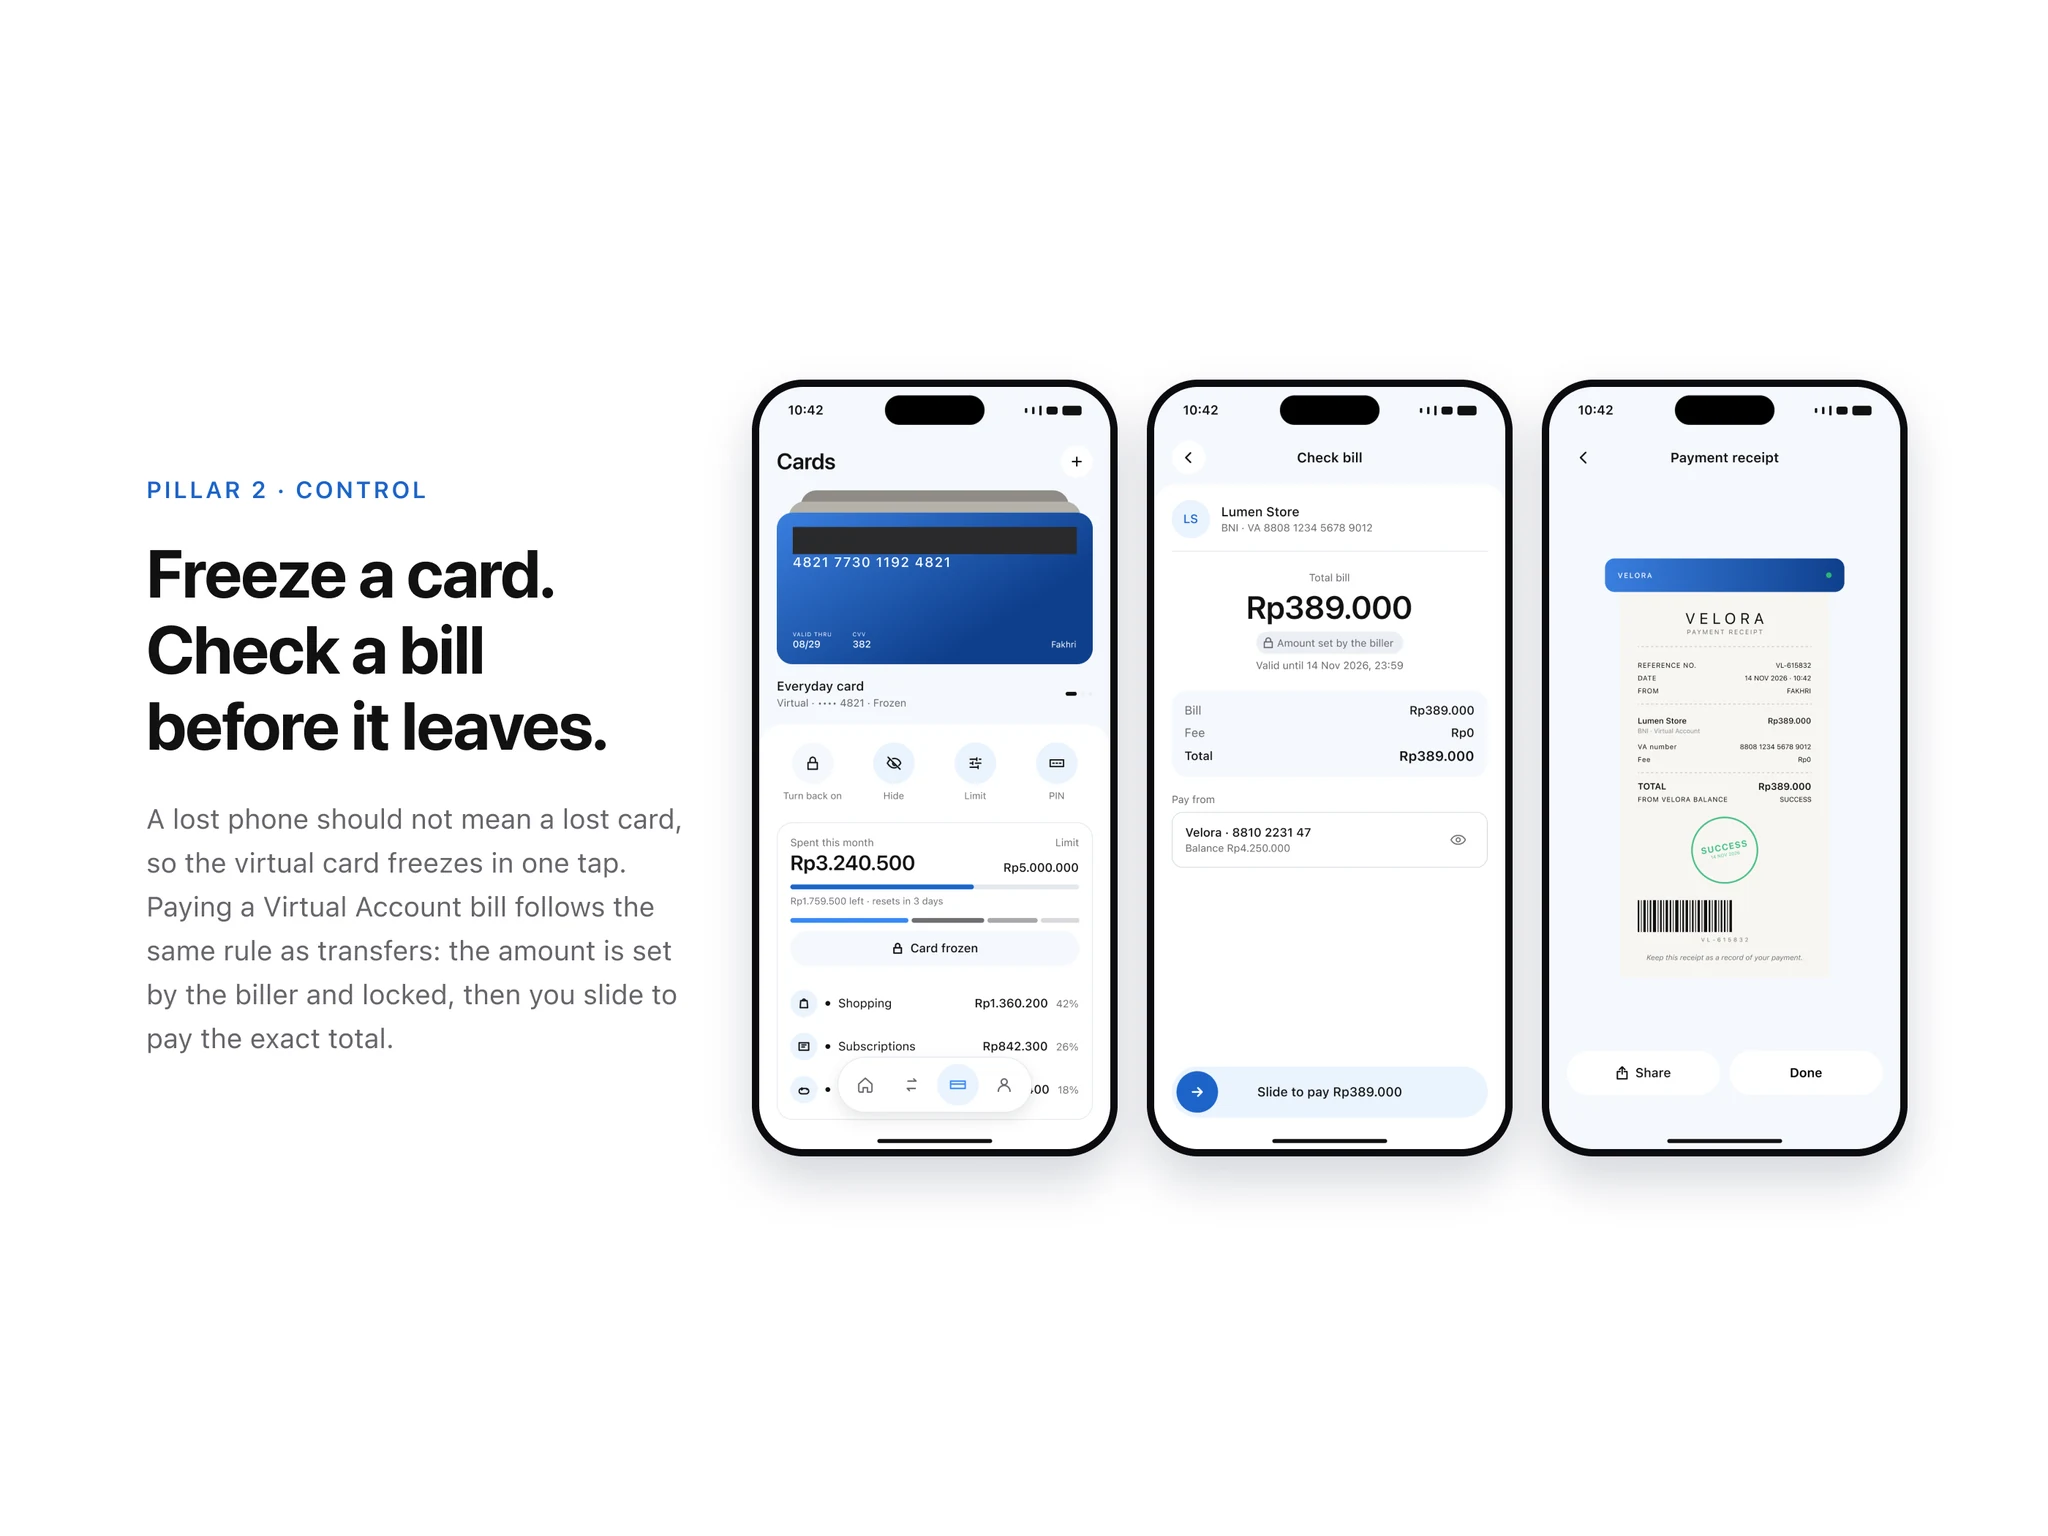 PILLAR 2 · CONTROL
Freeze a card.
Check a bill
before it leaves.
A lost phone should not mean a lost card,
so the virtual card freezes in one tap.
Paying a Virtual Account bill follows the
same rule as transfers: the amount is set
by the biller and locked, then you slide to
pay the exact total.
10:42
Cards
4821 7730 1192 4821
VALID THRU CVV
08/29 382 Fakhri
Everyday card
Virtual · •••• 4821 · Frozen
Turn back on Hide Limit PIN
Spent this month Limit
Rp3.240.500 Rp5.000.000
Rp1.759.500 left · resets in 3 days
Card frozen
• Shopping Rp1.360.200 42%
• Subscriptions Rp842.300 26%
• 00 18%
10:42
Check bill
LS Lumen Store
BNI · VA 8808 1234 5678 9012
Total bill
Rp389.000
Amount set by the biller
Valid until 14 Nov 2026, 23:59
Bill Rp389.000
Fee Rp0
Total Rp389.000
Pay from
Velora · 8810 2231 47
Balance Rp4.250.000
Slide to pay Rp389.000
10:42
Payment receipt
VELORA
VELORA
PAYMENT RECEIPT
REFERENCE NO. VL-615832
DATE 14 NOV 2026 · 10:42
FROM FAKHRI
Lumen Store Rp389.000
BNI · Virtual Account
VA number 8808 1234 5678 9012
Fee Rp0
TOTAL Rp389.000
FROM VELORA BALANCE SUCCESS
SUCCESS
14 NOV 2026
VL-615832
Keep this receipt as a record of your payment.
Share Done